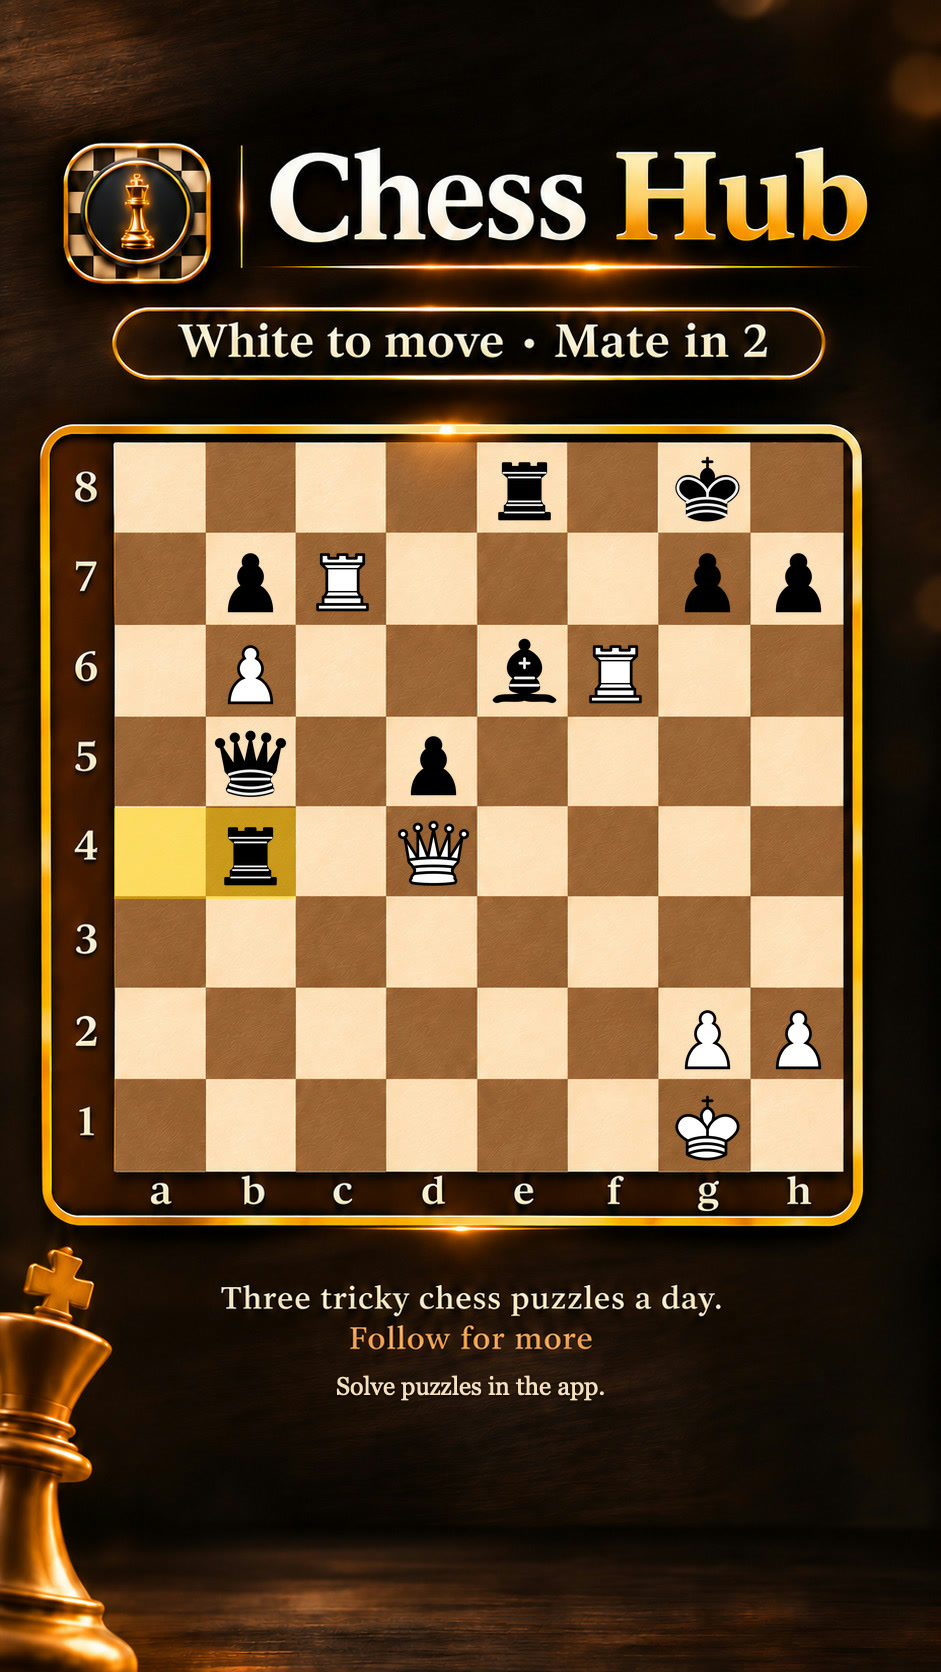 Chess Hub
White to move • Mate in 2
8
7
6
5
4
3
2
1
a b c d e f g h
Three tricky chess puzzles a day.
Follow for more
Solve puzzles in the app.